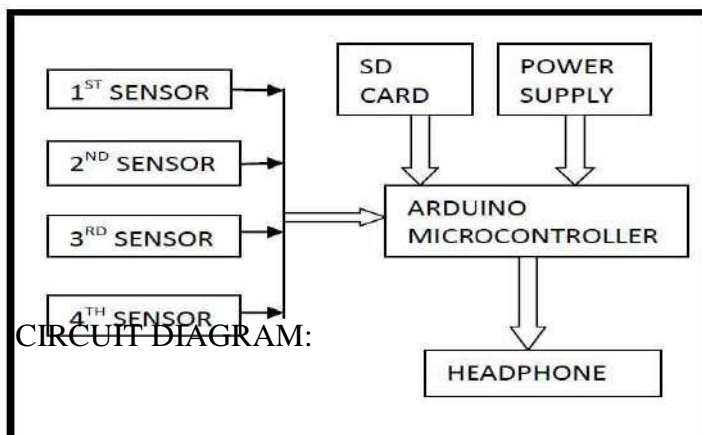 1ST SENSOR
2ND SENSOR
3RD SENSOR
4TH SENSOR
CIRCUIT DIAGRAM:
SD
CARD
POWER
SUPPLY
ARDUINO
MICROCONTROLLER
HEADPHONE